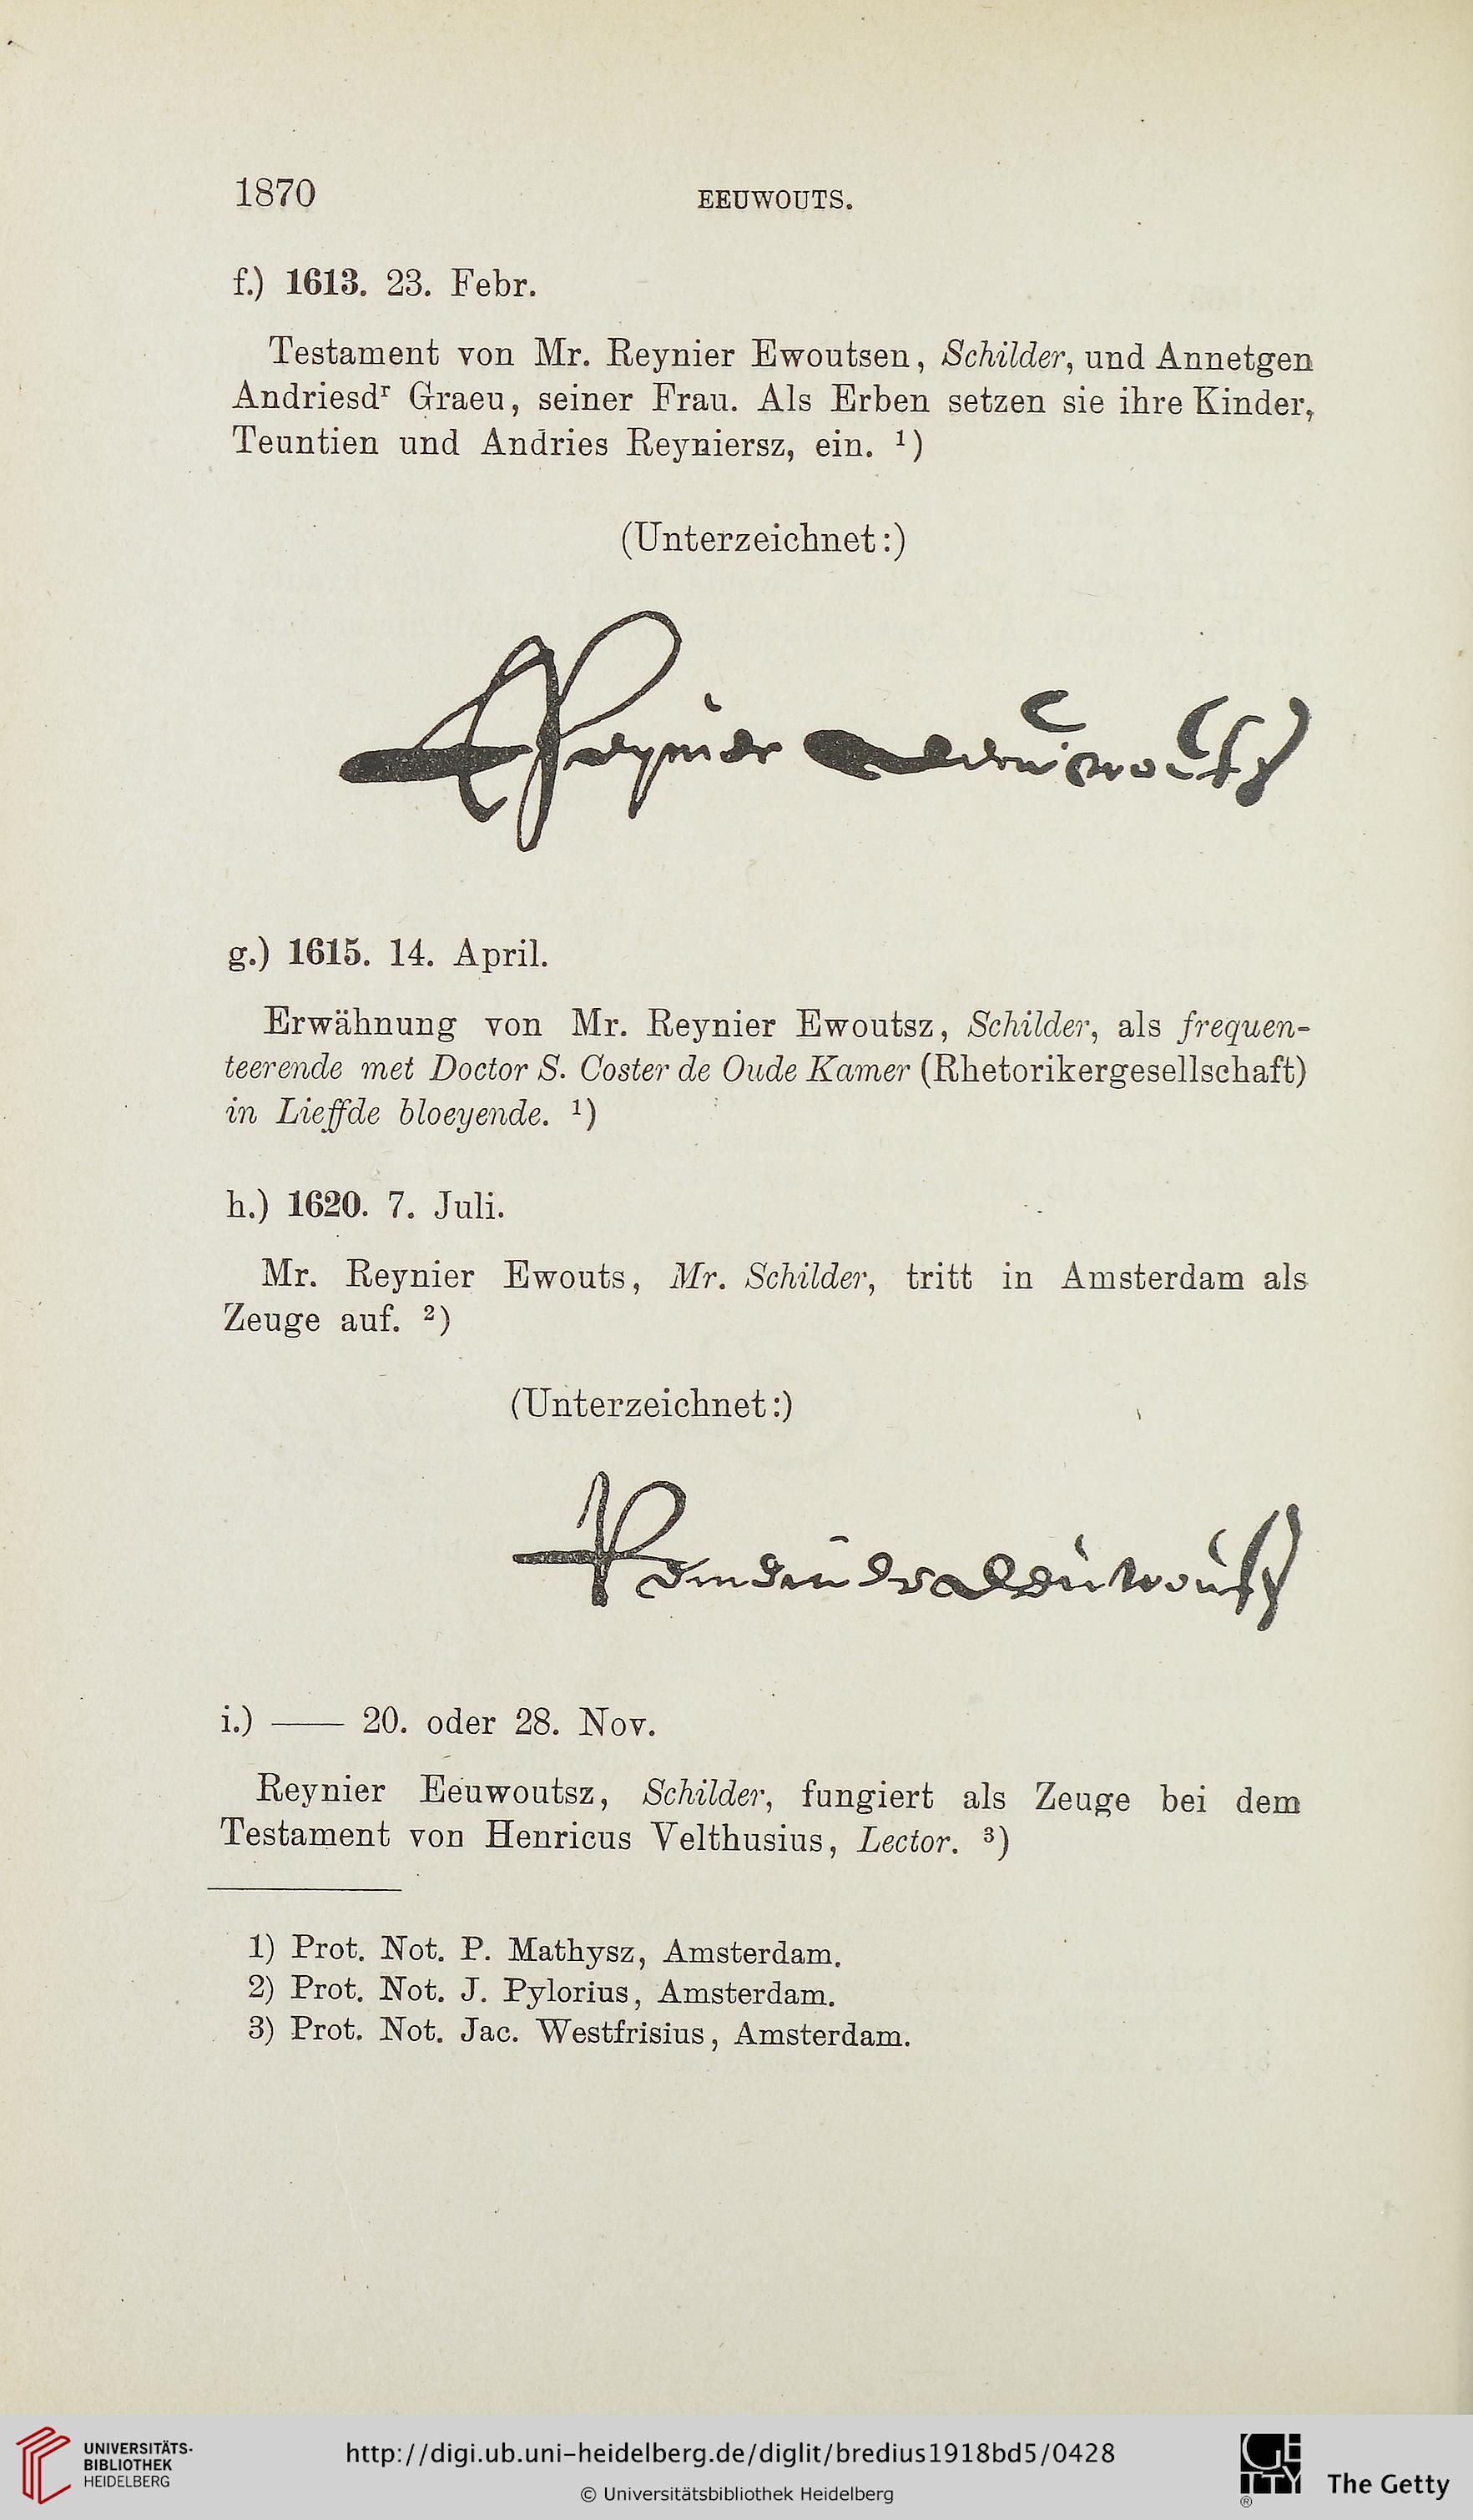 1870
EEUWOUTS.
f.) 1613. 23. Febr.
Testament von Mr. Reynier Ewoutsen, Schilder, und Annetgen
Andriesdʳ Graeu, seiner Frau. Als Erben setzen sie ihre Kinder,
Teuntien und Andries Reyniersz, ein. ¹)
(Unterzeichnet:)
Reynier
g.) 1615. 14. April.
Erwähnung von Mr. Reynier Ewoutsz, Schilder, als frequen-
teerende met Doctor S. Coster de Oude Kamer (Rhetorikergesellschaft)
in Lieffde bloeyende. ¹)
h.) 1620. 7. Juli.
Mr. Reynier Ewouts, Mr. Schilder, tritt in Amsterdam als
Zeuge auf. ²)
(Unterzeichnet:)
i.) —— 20. oder 28. Nov.
Reynier Eeuwoutsz, Schilder, fungiert als Zeuge bei dem
Testament von Henricus Velthusius, Lector. ³)
1) Prot. Not. P. Mathysz, Amsterdam.
2) Prot. Not. J. Pylorius, Amsterdam.
3) Prot. Not. Jac. Westfrisius, Amsterdam.
UNIVERSITÄTS-
BIBLIOTHEK
HEIDELBERG
http://digi.ub.uni-heidelberg.de/diglit/bredius1918bd5/0428
© Universitätsbibliothek Heidelberg
GETTY
®
The Getty